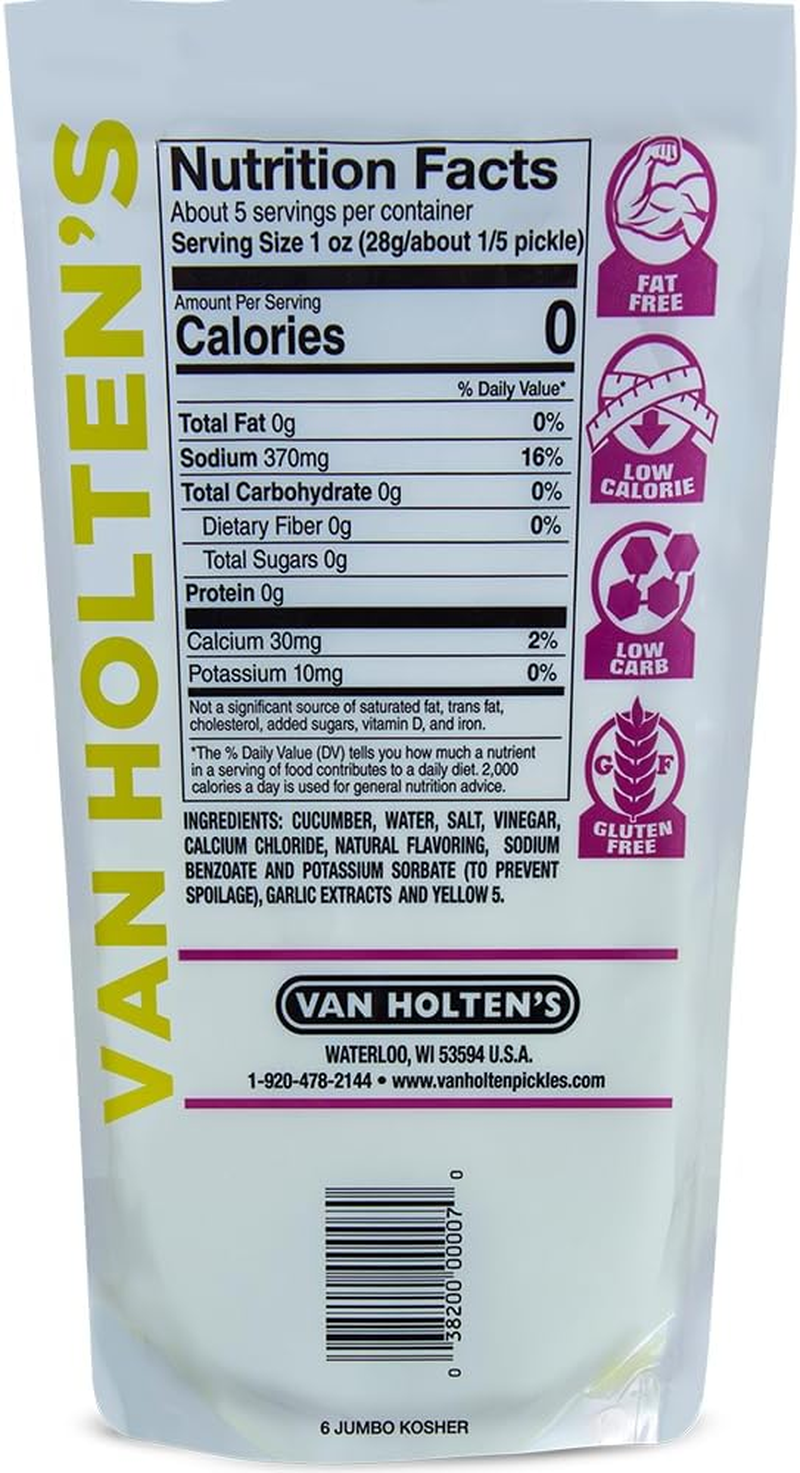 VAN HOLTEN'S
Nutrition Facts
About 5 servings per container
Serving Size 1 oz (28g/about 1/5 pickle)
Amount Per Serving
Calories 0
% Daily Value*
Total Fat 0g 0%
Sodium 370mg 16%
Total Carbohydrate 0g 0%
Dietary Fiber 0g 0%
Total Sugars 0g
Protein 0g
Calcium 30mg 2%
Potassium 10mg 0%
Not a significant source of saturated fat, trans fat,
cholesterol, added sugars, vitamin D, and iron.
*The % Daily Value (DV) tells you how much a nutrient
in a serving of food contributes to a daily diet. 2,000
calories a day is used for general nutrition advice.
INGREDIENTS: CUCUMBER, WATER, SALT, VINEGAR,
CALCIUM CHLORIDE, NATURAL FLAVORING, SODIUM
BENZOATE AND POTASSIUM SORBATE (TO PREVENT
SPOILAGE), GARLIC EXTRACTS AND YELLOW 5.
FAT
FREE
LOW
CALORIE
LOW
CARB
G F
GLUTEN
FREE
VAN HOLTEN'S
WATERLOO, WI 53594 U.S.A.
1-920-478-2144 • www.vanholtenpickles.com
0 38200 00007 0
6 JUMBO KOSHER